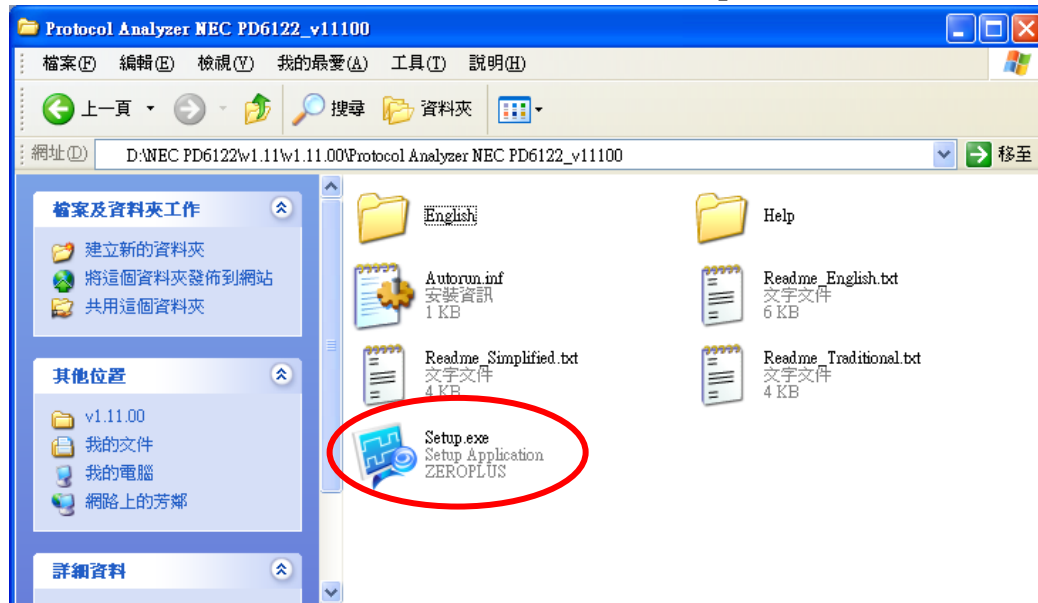 Protocol Analyzer NEC PD6122_v11100
檔案(F) 編輯(E) 檢視(V) 我的最愛(A) 工具(T) 說明(H)
上一頁 搜尋 資料夾
網址(D) D:\NEC PD6122\v1.11\v1.11.00\Protocol Analyzer NEC PD6122_v11100 移至
檔案及資料夾工作
建立新的資料夾
將這個資料夾發佈到網站
共用這個資料夾
其他位置
v1.11.00
我的文件
我的電腦
網路上的芳鄰
詳細資料
English
Help
Autorun.inf
安裝資訊
1 KB
Readme_English.txt
文字文件
6 KB
Readme_Simplified.txt
文字文件
4 KB
Readme_Traditional.txt
文字文件
4 KB
Setup.exe
Setup Application
ZEROPLUS